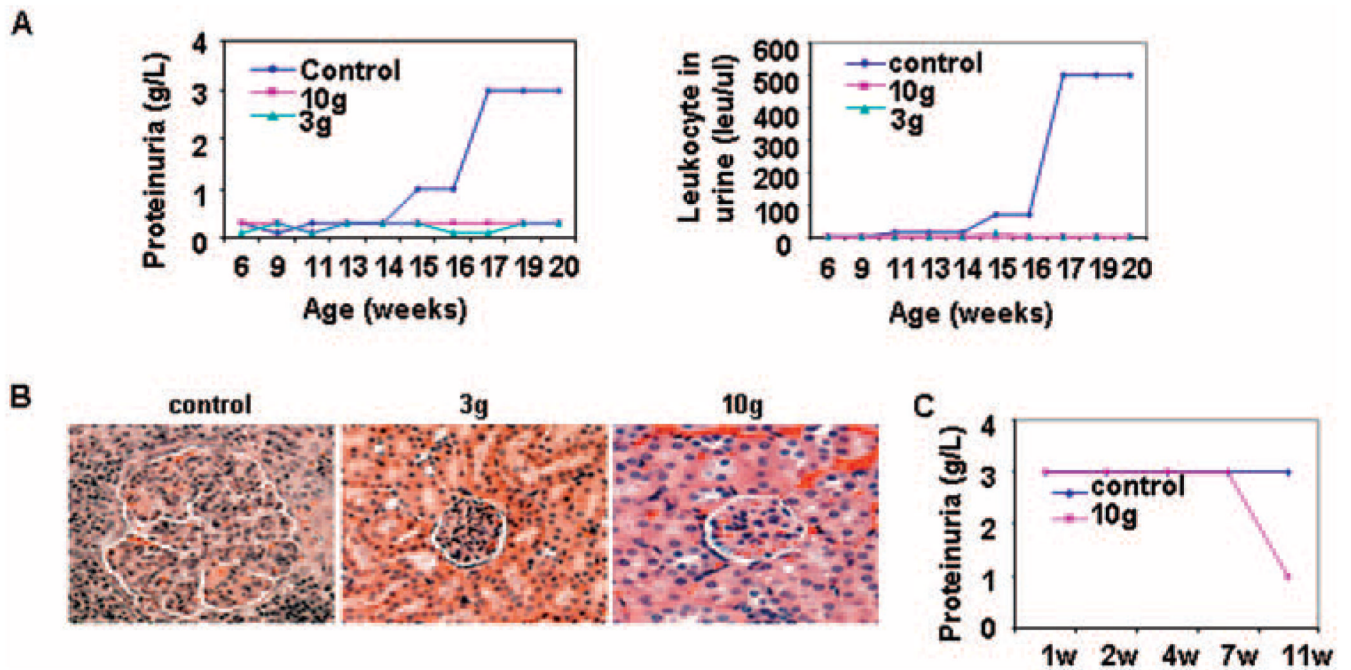 A
Proteinuria (g/L)
4
3
2
1
0
Control
10g
3g
6 9 11 13 14 15 16 17 19 20
Age (weeks)
Leukocyte in
urine (leu/ul)
600
500
400
300
200
100
0
control
10g
3g
6 9 11 13 14 15 16 17 19 20
Age (weeks)
B
control 3g 10g
C
Proteinuria (g/L)
4
3
2
1
0
control
10g
1w 2w 4w 7w 11w